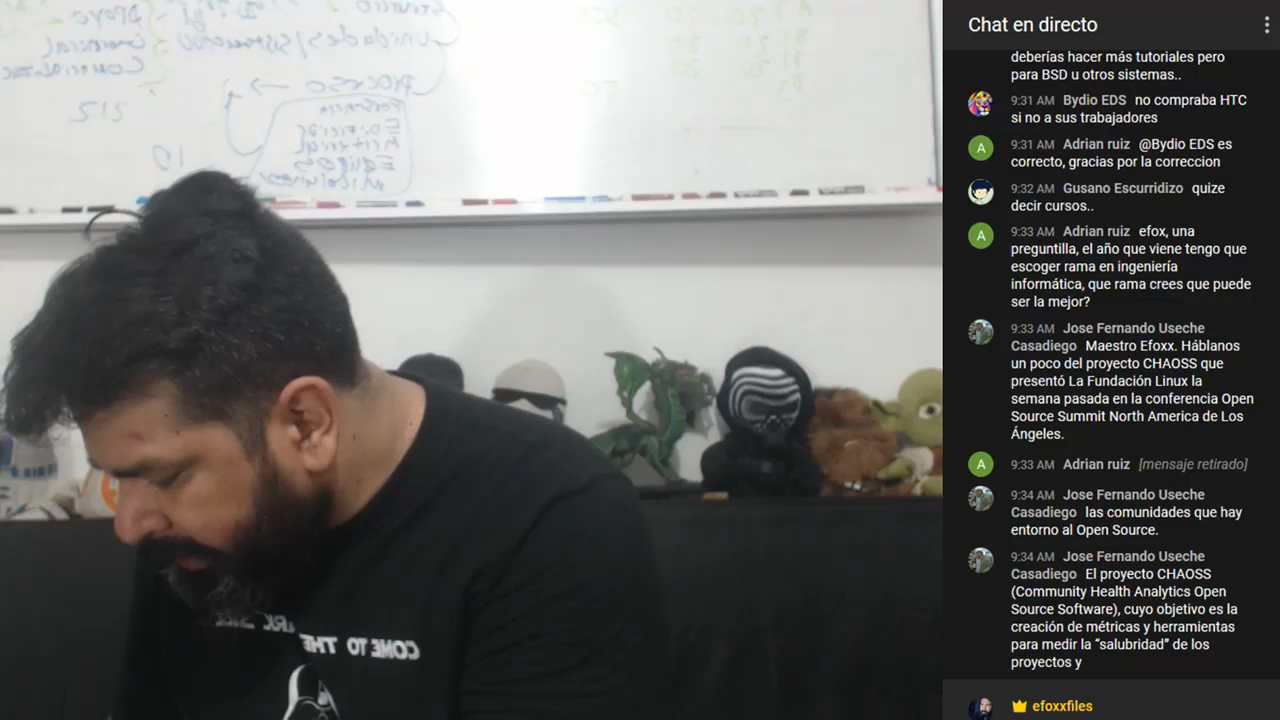 proceso
212
10
Equipos
COME TO THE
Chat en directo
deberías hacer más tutoriales pero
para BSD u otros sistemas..
9:31 AM Bydio EDS no compraba HTC
si no a sus trabajadores
A
9:31 AM Adrian ruiz @Bydio EDS es
correcto, gracias por la correccion
9:32 AM Gusano Escurridizo quize
decir cursos..
A
9:33 AM Adrian ruiz efox, una
preguntilla, el año que viene tengo que
escoger rama en ingeniería
informática, que rama crees que puede
ser la mejor?
9:33 AM Jose Fernando Useche
Casadiego Maestro Efoxx. Háblanos
un poco del proyecto CHAOSS que
presentó La Fundación Linux la
semana pasada en la conferencia Open
Source Summit North America de Los
Ángeles.
A
9:33 AM Adrian ruiz [mensaje retirado]
9:34 AM Jose Fernando Useche
Casadiego las comunidades que hay
entorno al Open Source.
9:34 AM Jose Fernando Useche
Casadiego El proyecto CHAOSS
(Community Health Analytics Open
Source Software), cuyo objetivo es la
creación de métricas y herramientas
para medir la “salubridad” de los
proyectos y
efoxxfiles